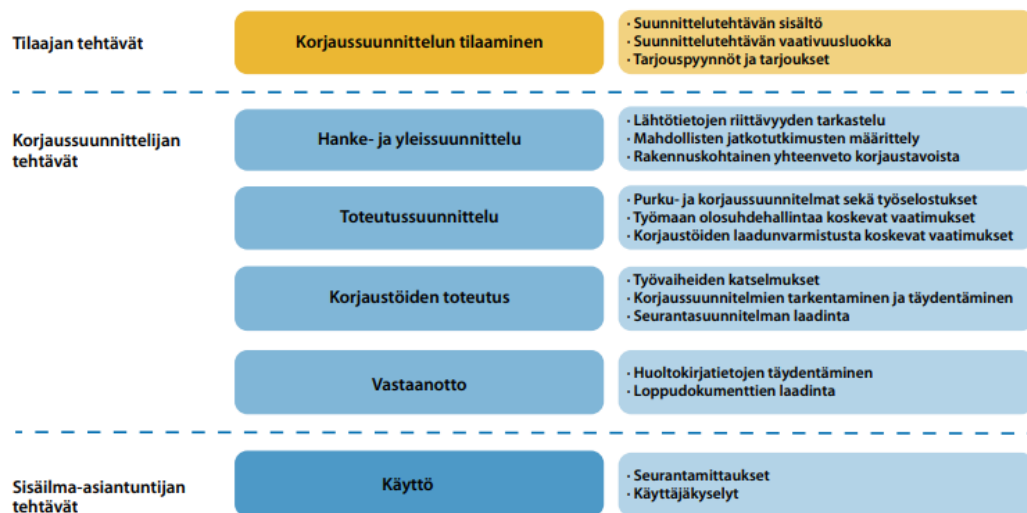 Tilaajan tehtävät
Korjaussuunnittelun tilaaminen
· Suunnittelutehtävän sisältö
· Suunnittelutehtävän vaativuusluokka
· Tarjouspyynnöt ja tarjoukset
Korjaussuunnittelijan
tehtävät
Hanke- ja yleissuunnittelu
· Lähtötietojen riittävyyden tarkastelu
· Mahdollisten jatkotutkimusten määrittely
· Rakennuskohtainen yhteenveto korjaustavoista
Toteutussuunnittelu
· Purku- ja korjaussuunnitelmat sekä työselostukset
· Työmaan olosuhdehallintaa koskevat vaatimukset
· Korjaustöiden laadunvarmistusta koskevat vaatimukset
Korjaustöiden toteutus
· Työvaiheiden katselmukset
· Korjaussuunnitelmien tarkentaminen ja täydentäminen
· Seurantasuunnitelman laadinta
Vastaanotto
· Huoltokirjatietojen täydentäminen
· Loppudokumenttien laadinta
Sisäilma-asiantuntijan
tehtävät
Käyttö
· Seurantamittaukset
· Käyttäjäkyselyt